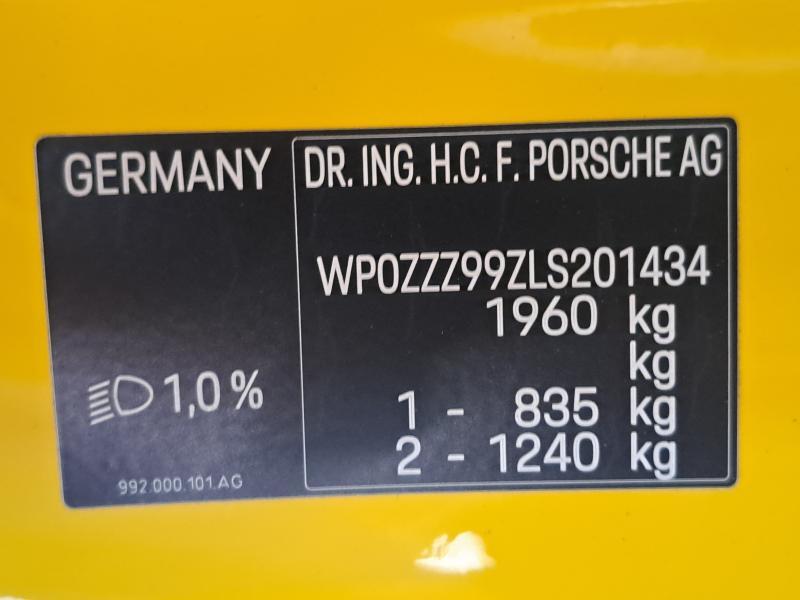 GERMANY
1,0 %
992.000.101.AG
DR. ING. H.C. F. PORSCHE AG
WP0ZZZ99ZLS201434
1960 kg
kg
1 - 835 kg
2 - 1240 kg